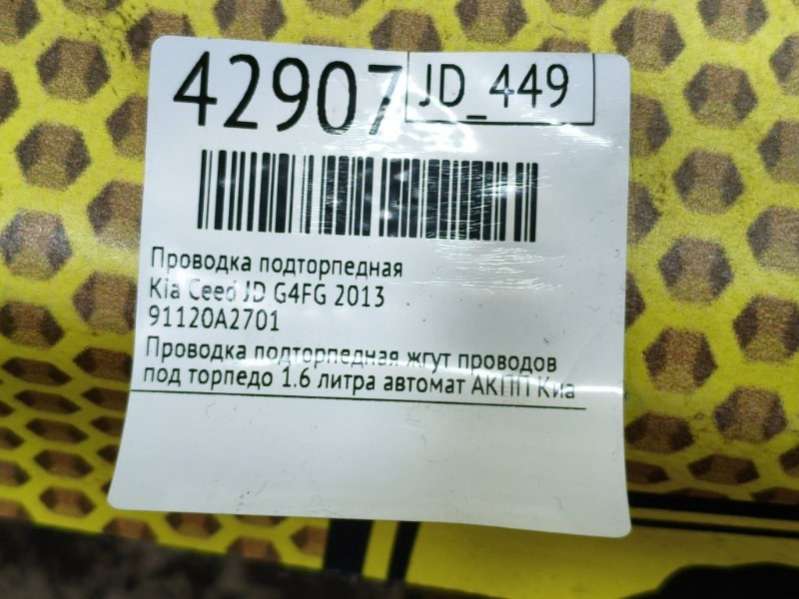 42907 JD_449
Проводка подторпедная
Kia Ceed JD G4FG 2013
91120A2701
Проводка подторпедная жгут проводов
под торпедо 1.6 литра автомат АКПП Киа